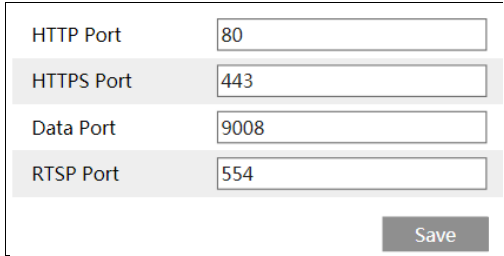 HTTP Port 80
HTTPS Port 443
Data Port 9008
RTSP Port 554
Save